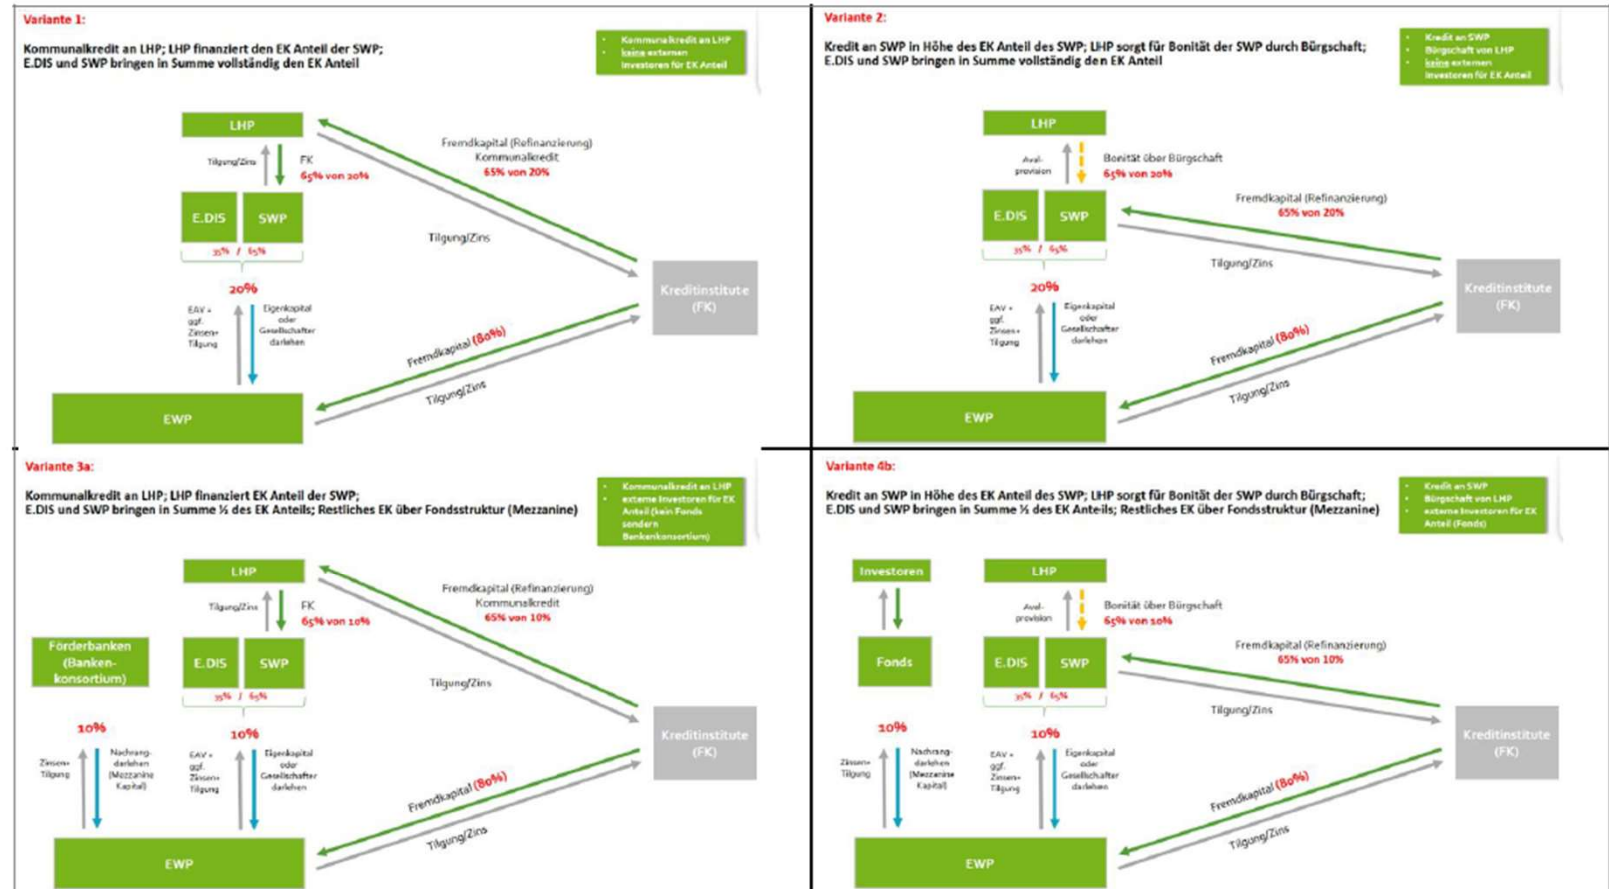 Variante 1:
Kommunalkredit an LHP; LHP finanziert den EK Anteil der SWP;
E.DIS und SWP bringen in Summe vollständig den EK Anteil
• Kommunalkredit an LHP
• keine externen
Investoren für EK Anteil
LHP
Tilgung/Zins
FK
65% von 20%
Fremdkapital (Refinanzierung)
Kommunalkredit
65% von 20%
E.DIS
SWP
35% / 65%
Tilgung/Zins
20%
Kreditinstitute
(FK)
EAV +
ggf.
Zinsen+
Tilgung
Eigenkapital
oder
Gesellschafter
darlehen
Fremdkapital (80%)
Tilgung/Zins
EWP
Variante 2:
Kredit an SWP in Höhe des EK Anteil des SWP; LHP sorgt für Bonität der SWP durch Bürgschaft;
E.DIS und SWP bringen in Summe vollständig den EK Anteil
• Kredit an SWP
• Bürgschaft von LHP
• keine externen
Investoren für EK Anteil
LHP
Aval-
provision
Bonität über Bürgschaft
65% von 20%
Fremdkapital (Refinanzierung)
65% von 20%
E.DIS
SWP
35% / 65%
Tilgung/Zins
20%
Kreditinstitute
(FK)
EAV +
ggf.
Zinsen+
Tilgung
Eigenkapital
oder
Gesellschafter
darlehen
Fremdkapital (80%)
Tilgung/Zins
EWP
Variante 3a:
Kommunalkredit an LHP; LHP finanziert EK Anteil der SWP;
E.DIS und SWP bringen in Summe ½ des EK Anteils; Restliches EK über Fondsstruktur (Mezzanine)
• Kommunalkredit an LHP
• externe Investoren für EK
Anteil (kein Fonds
sondern
Bankenkonsortium)
LHP
Tilgung/Zins
FK
65% von 10%
Fremdkapital (Refinanzierung)
Kommunalkredit
65% von 10%
Förderbanken
(Banken-
konsortium)
E.DIS
SWP
35% / 65%
Tilgung/Zins
10%
10%
Kreditinstitute
(FK)
Zinsen+
Tilgung
Nachrang-
darlehen
(Mezzanine
Kapital)
EAV +
ggf.
Zinsen+
Tilgung
Eigenkapital
oder
Gesellschafter
darlehen
Fremdkapital (80%)
Tilgung/Zins
EWP
Variante 4b:
Kredit an SWP in Höhe des EK Anteil des SWP; LHP sorgt für Bonität der SWP durch Bürgschaft;
E.DIS und SWP bringen in Summe ½ des EK Anteils; Restliches EK über Fondsstruktur (Mezzanine)
• Kredit an SWP
• Bürgschaft von LHP
• externe Investoren für EK
Anteil (Fonds)
Investoren
LHP
Aval-
provision
Bonität über Bürgschaft
65% von 10%
Fremdkapital (Refinanzierung)
65% von 10%
Fonds
E.DIS
SWP
35% / 65%
Tilgung/Zins
10%
10%
Kreditinstitute
(FK)
Zinsen+
Tilgung
Nachrang-
darlehen
(Mezzanine
Kapital)
EAV +
ggf.
Zinsen+
Tilgung
Eigenkapital
oder
Gesellschafter
darlehen
Fremdkapital (80%)
Tilgung/Zins
EWP